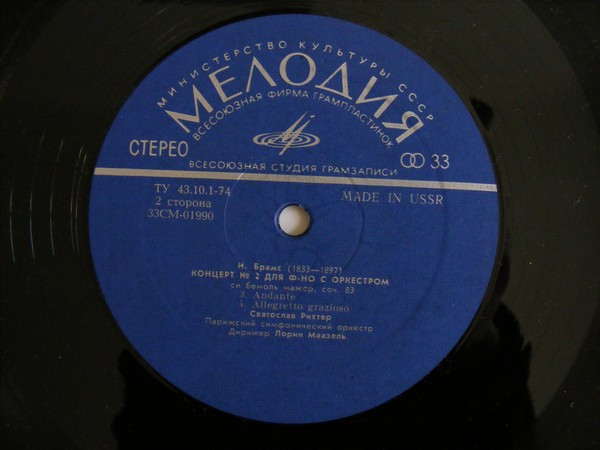 МИНИСТЕРСТВО КУЛЬТУРЫ СССР
МЕЛОДИЯ
ВСЕСОЮЗНАЯ ФИРМА ГРАМПЛАСТИНОК
СТЕРЕО
33
ВСЕСОЮЗНАЯ СТУДИЯ ГРАМЗАПИСИ
ТУ 43.10.1-74
MADE IN USSR
2 сторона
33СМ-01990
И. Брамс (1833—1897)
КОНЦЕРТ № 2 ДЛЯ Ф-НО С ОРКЕСТРОМ
си бемоль мажор, соч. 83
3. Andante
4. Allegretto grazioso
Святослав Рихтер
Парижский симфонический оркестр
Дирижер Лорин Маазель